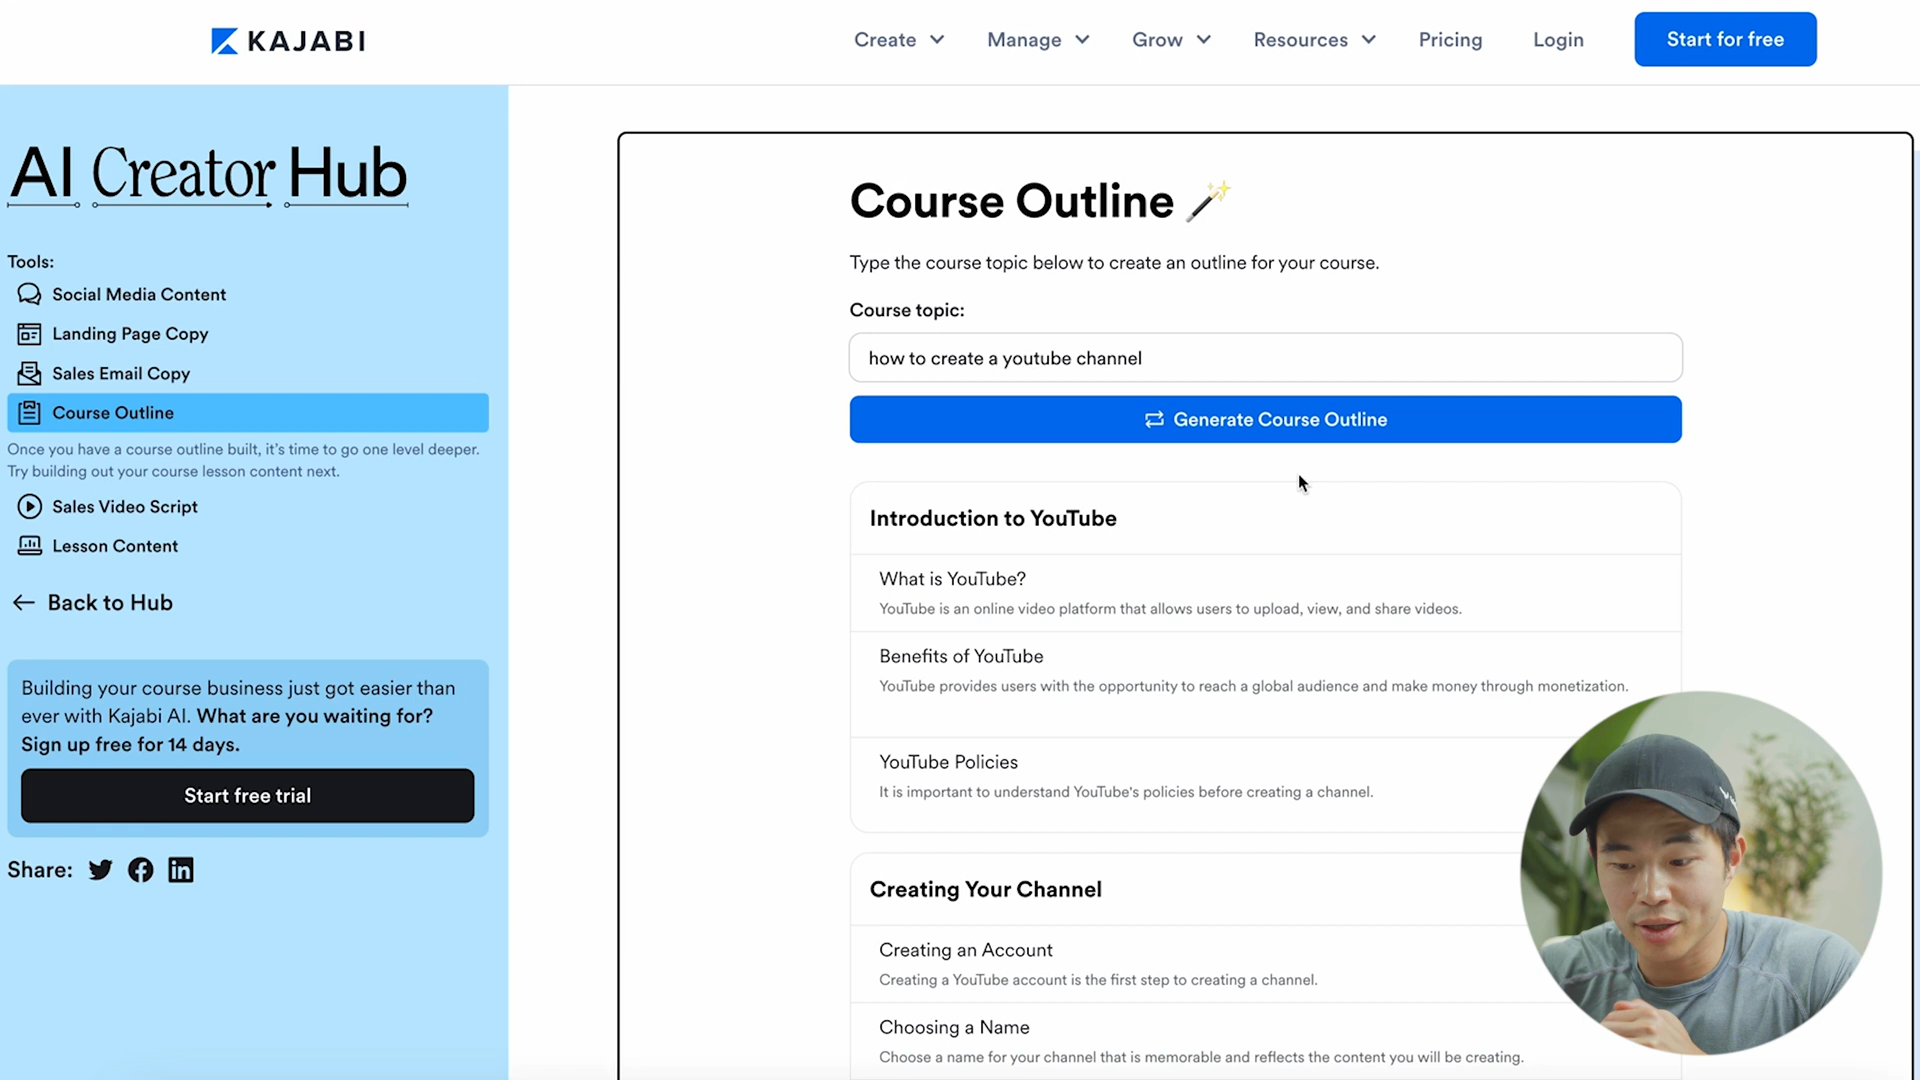 KAJABI
Create
Manage
Grow
Resources
Pricing
Login
Start for free
AI Creator Hub
Tools:
Social Media Content
Landing Page Copy
Sales Email Copy
Course Outline
Once you have a course outline built, it's time to go one level deeper.
Try building out your course lesson content next.
Sales Video Script
Lesson Content
Back to Hub
Building your course business just got easier than
ever with Kajabi AI. What are you waiting for?
Sign up free for 14 days.
Start free trial
Share:
Course Outline
Type the course topic below to create an outline for your course.
Course topic:
how to create a youtube channel
Generate Course Outline
Introduction to YouTube
What is YouTube?
YouTube is an online video platform that allows users to upload, view, and share videos.
Benefits of YouTube
YouTube provides users with the opportunity to reach a global audience and make money through monetization.
YouTube Policies
It is important to understand YouTube's policies before creating a channel.
Creating Your Channel
Creating an Account
Creating a YouTube account is the first step to creating a channel.
Choosing a Name
Choose a name for your channel that is memorable and reflects the content you will be creating.